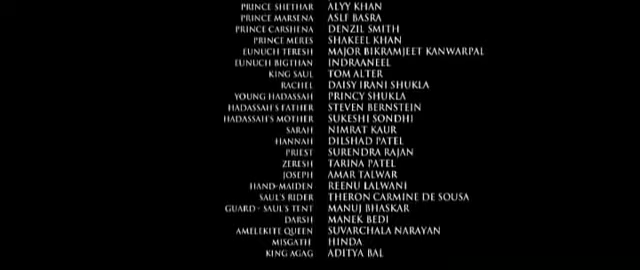 PRINCE SHETHAR ALYY KHAN
PRINCE MARSENA ASIF BASRA
PRINCE CARSHENA DENZIL SMITH
PRINCE MERES SHAKEEL KHAN
EUNUCH TERESH MAJOR BIKRAMJEET KANWARPAL
EUNUCH BIGTHAN INDRAANEEL
KING SAUL TOM ALTER
RACHEL DAISY IRANI SHUKLA
YOUNG HADASSAH PRINCY SHUKLA
HADASSAH'S FATHER STEVEN BERNSTEIN
HADASSAH'S MOTHER SUKESHI SONDHI
SARAH NIMRAT KAUR
HANNAH DILSHAD PATEL
PRIEST SURENDRA RAJAN
ZERESH TARINA PATEL
JOSEPH AMAR TALWAR
HAND-MAIDEN REENU LALWANI
SAUL'S RIDER THERON CARMINE DE SOUSA
GUARD - SAUL'S TENT MANUJ BHASKAR
DARSH MANEK BEDI
AMELEKITE QUEEN SUVARCHALA NARAYAN
MISGATH HINDA
KING AGAG ADITYA BAL